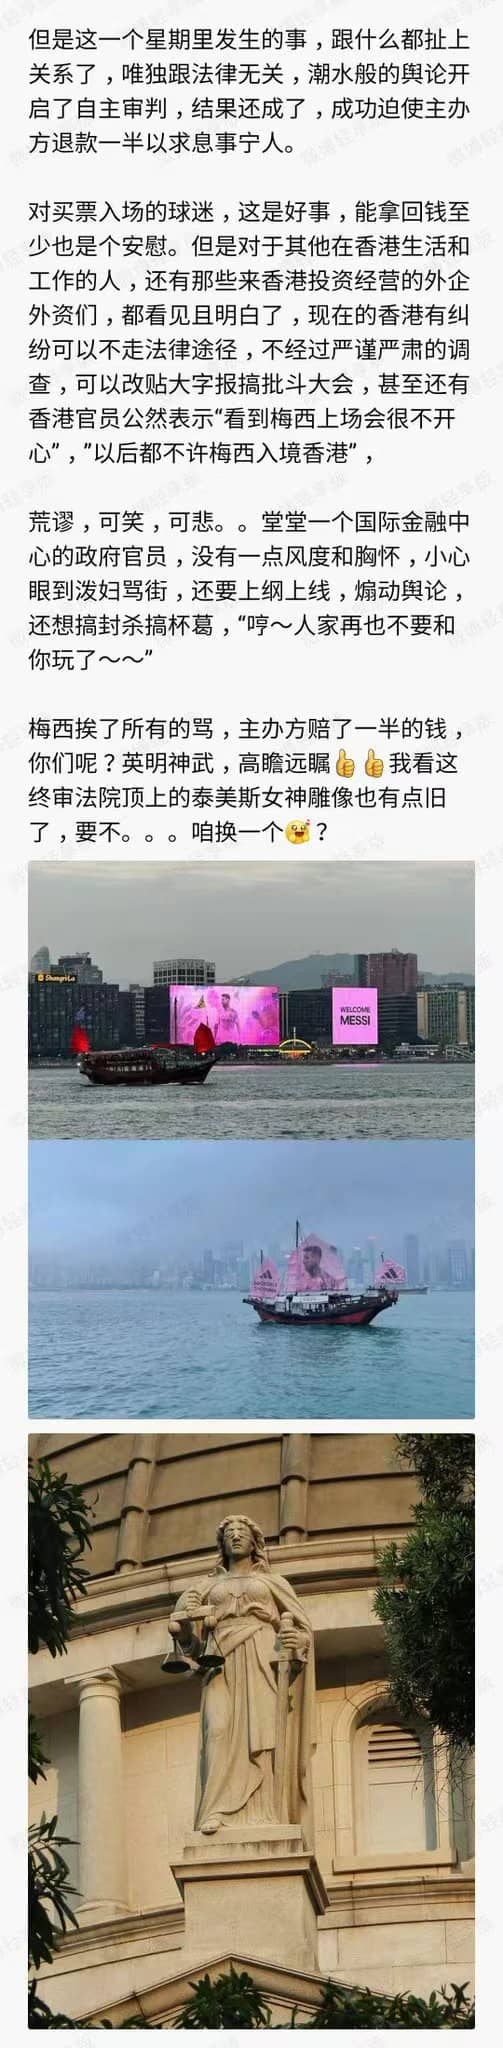 但是这一个星期里发生的事，跟什么都扯上
关系了，唯独跟法律无关，潮水般的舆论开
启了自主审判，结果还成了，成功迫使主办
方退款一半以求息事宁人。
对买票入场的球迷，这是好事，能拿回钱至
少也是个安慰。但是对于其他在香港生活和
工作的人，还有那些来香港投资经营的外企
外资们，都看见且明白了，现在的香港有纠
纷可以不走法律途径，不经过严谨严肃的调
查，可以改贴大字报搞批斗大会，甚至还有
香港官员公然表示“看到梅西上场会很不开
心”，”以后都不许梅西入境香港”，
荒谬，可笑，可悲。。堂堂一个国际金融中
心的政府官员，没有一点风度和胸怀，小心
眼到泼妇骂街，还要上纲上线，煽动舆论，
还想搞封杀搞杯葛，“哼～人家再也不要和
你玩了～～”
梅西挨了所有的骂，主办方赔了一半的钱，
你们呢？英明神武，高瞻远瞩👍👍我看这
终审法院顶上的泰美斯女神雕像也有点旧
了，要不。。。咱换一个？
Shangri-La
WELCOME
MESSI